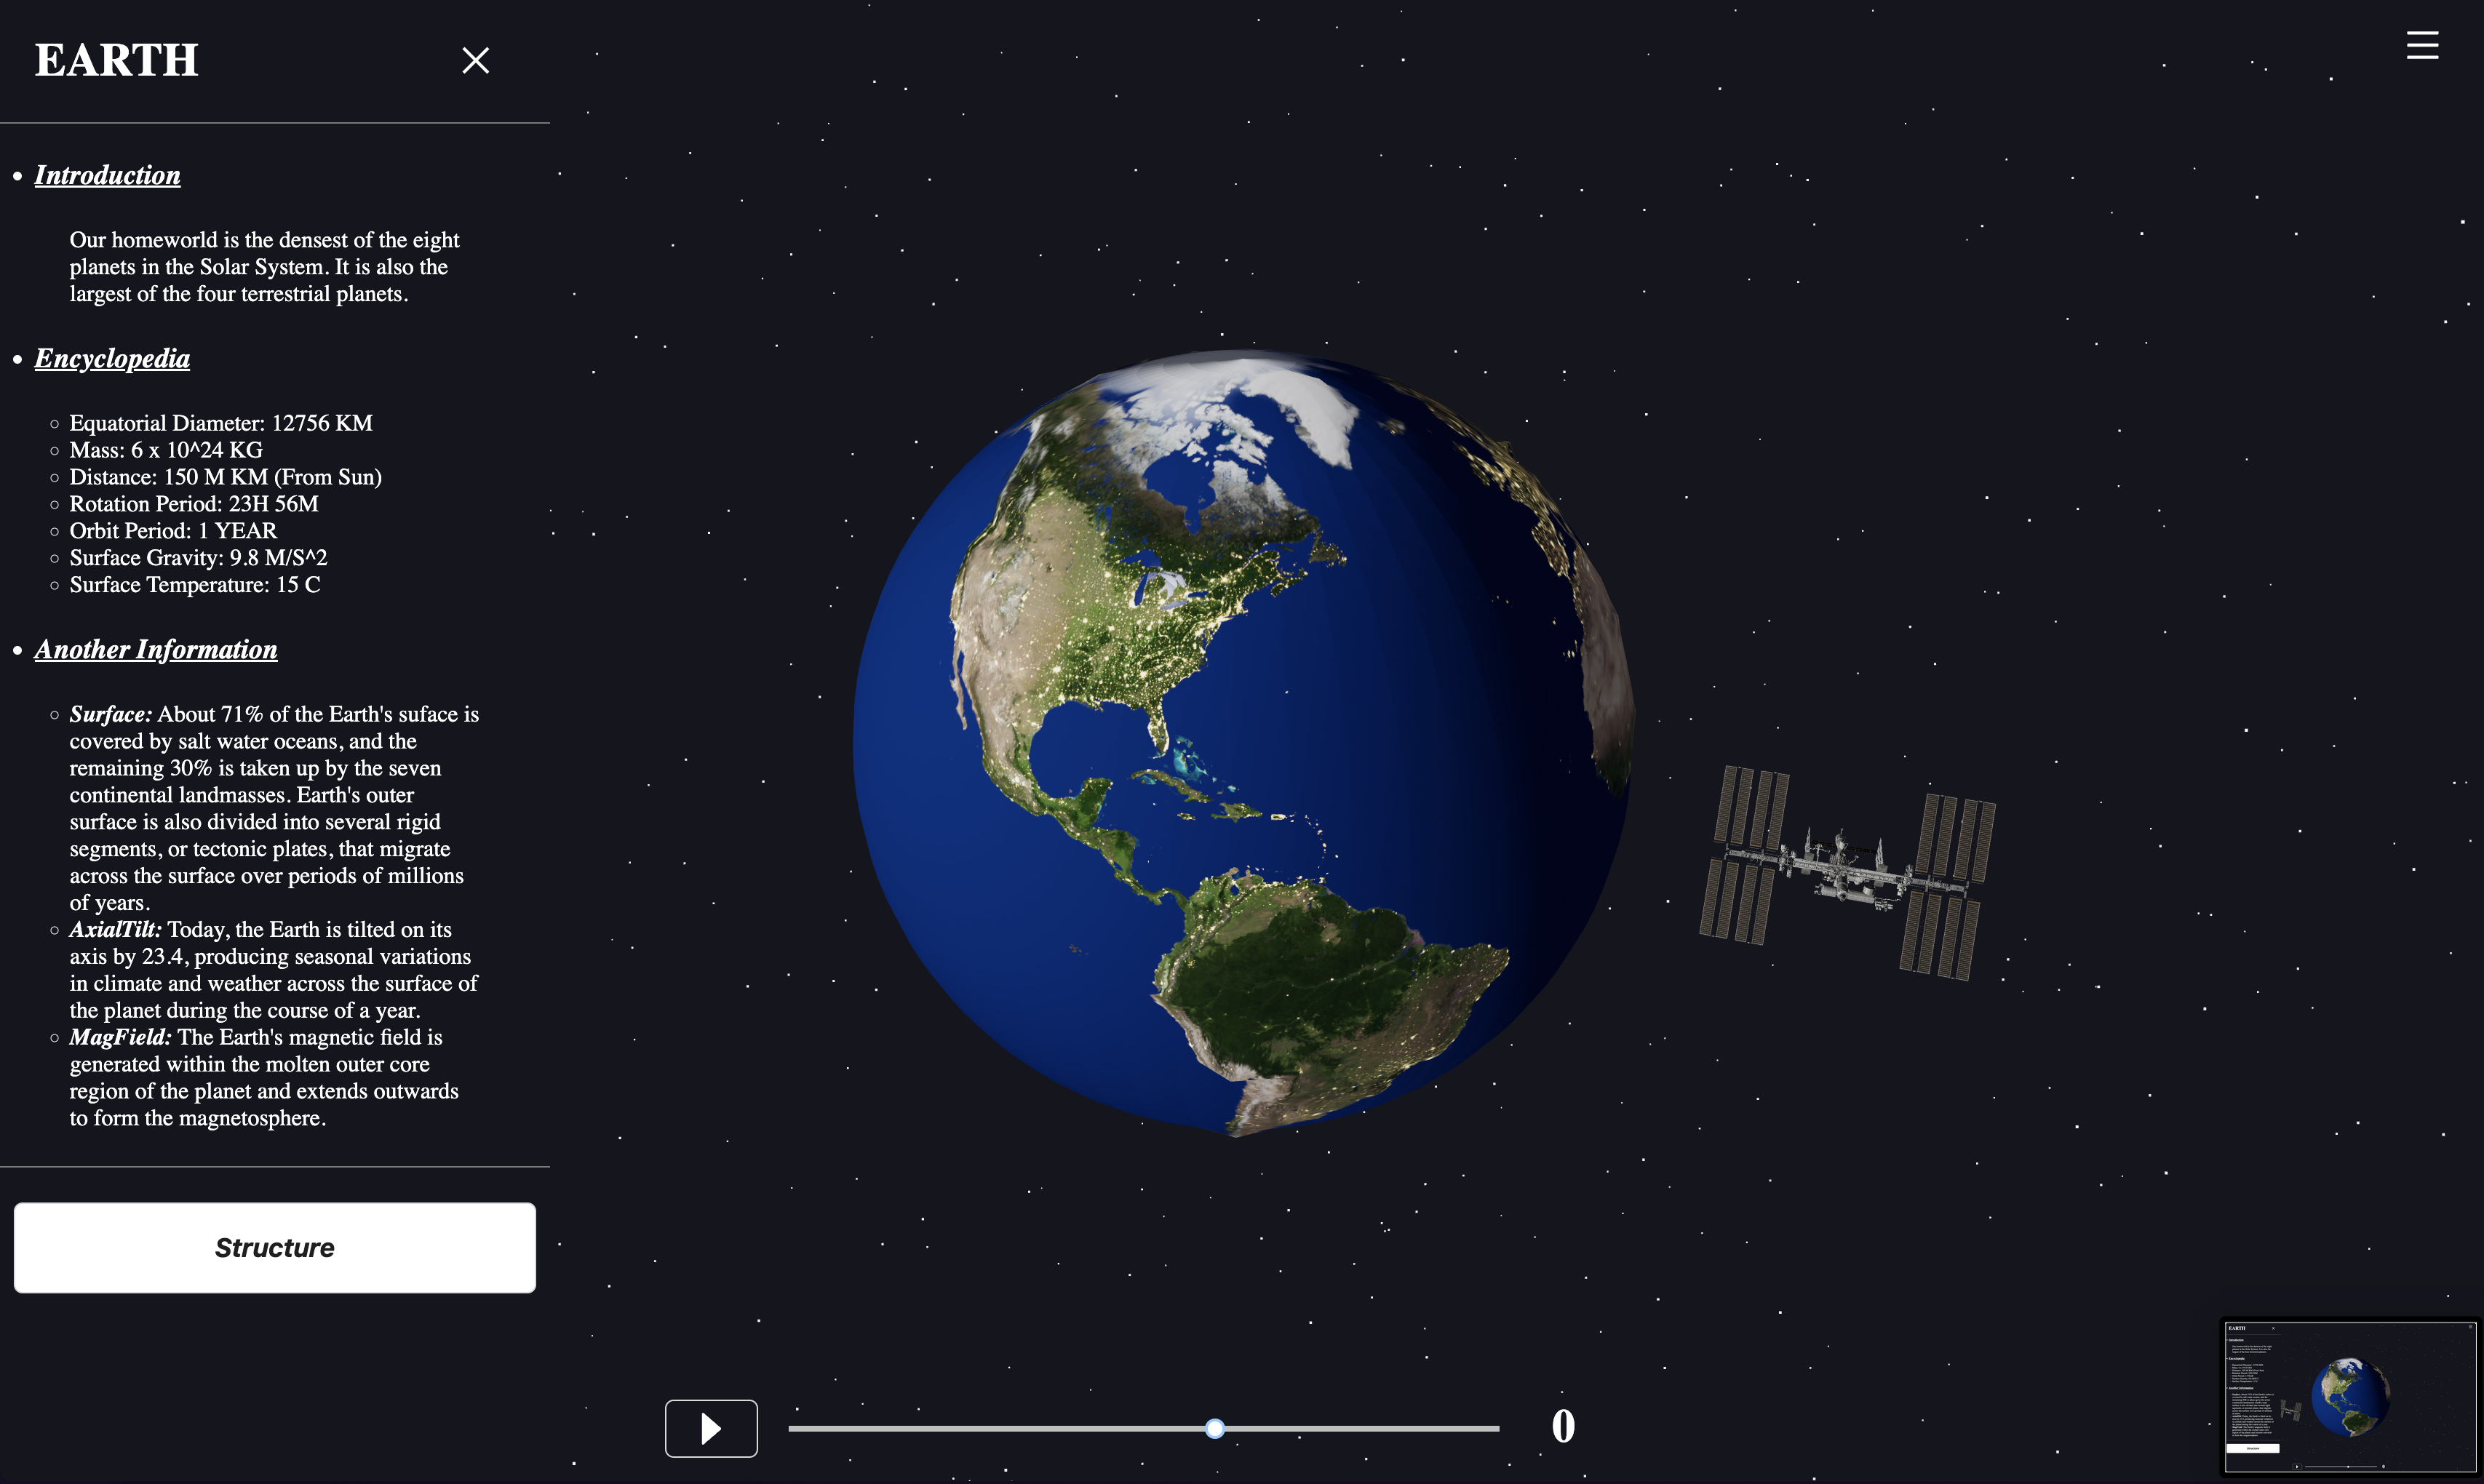 EARTH
Introduction
Our homeworld is the densest of the eight
planets in the Solar System. It is also the
largest of the four terrestrial planets.
Encyclopedia
Equatorial Diameter: 12756 KM
Mass: 6 x 10^24 KG
Distance: 150 M KM (From Sun)
Rotation Period: 23H 56M
Orbit Period: 1 YEAR
Surface Gravity: 9.8 M/S^2
Surface Temperature: 15 C
Another Information
Surface: About 71% of the Earth's suface is
covered by salt water oceans, and the
remaining 30% is taken up by the seven
continental landmasses. Earth's outer
surface is also divided into several rigid
segments, or tectonic plates, that migrate
across the surface over periods of millions
of years.
AxialTilt: Today, the Earth is tilted on its
axis by 23.4, producing seasonal variations
in climate and weather across the surface of
the planet during the course of a year.
MagField: The Earth's magnetic field is
generated within the molten outer core
region of the planet and extends outwards
to form the magnetosphere.
Structure
0
EARTH